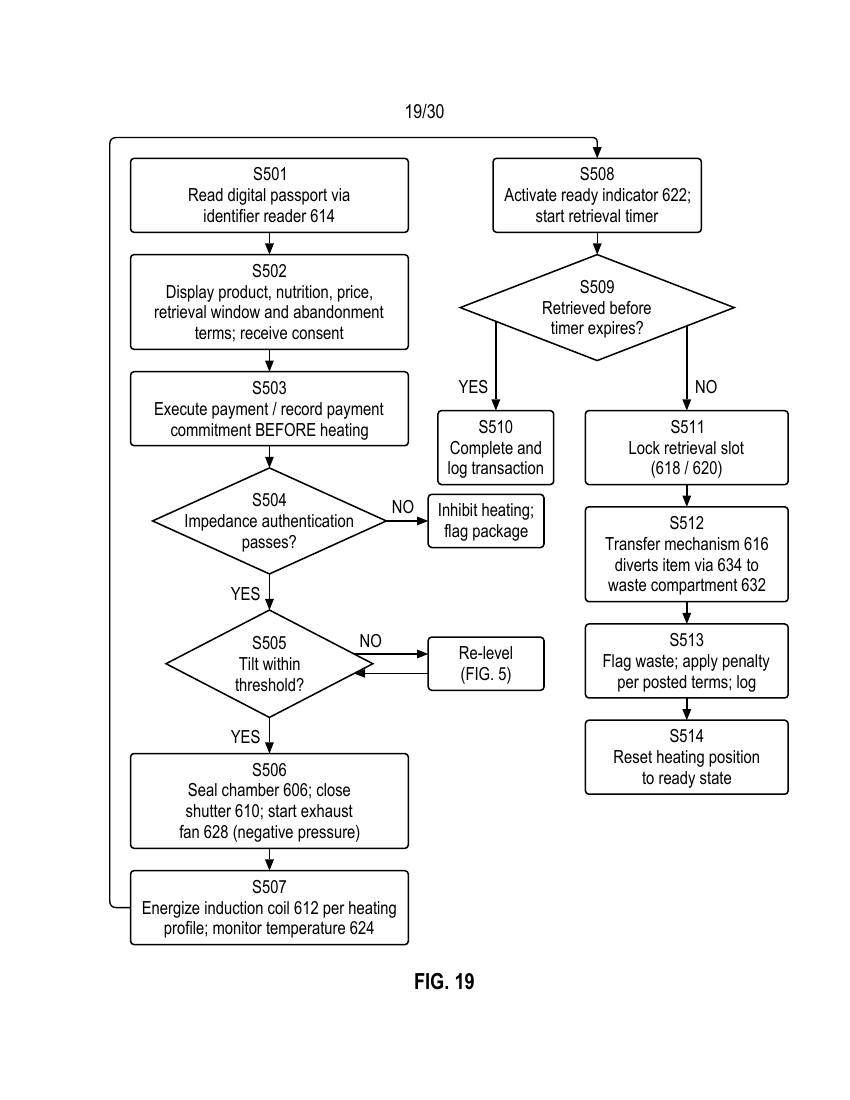 19/30
S501
Read digital passport via
identifier reader 614
S502
Display product, nutrition, price,
retrieval window and abandonment
terms; receive consent
S503
Execute payment / record payment
commitment BEFORE heating
S504
Impedance authentication
passes?
NO
Inhibit heating;
flag package
YES
S505
Tilt within
threshold?
NO
Re-level
(FIG. 5)
YES
S506
Seal chamber 606; close
shutter 610; start exhaust
fan 628 (negative pressure)
S507
Energize induction coil 612 per heating
profile; monitor temperature 624
S508
Activate ready indicator 622;
start retrieval timer
S509
Retrieved before
timer expires?
YES
NO
S510
Complete and
log transaction
S511
Lock retrieval slot
(618 / 620)
S512
Transfer mechanism 616
diverts item via 634 to
waste compartment 632
S513
Flag waste; apply penalty
per posted terms; log
S514
Reset heating position
to ready state
FIG. 19